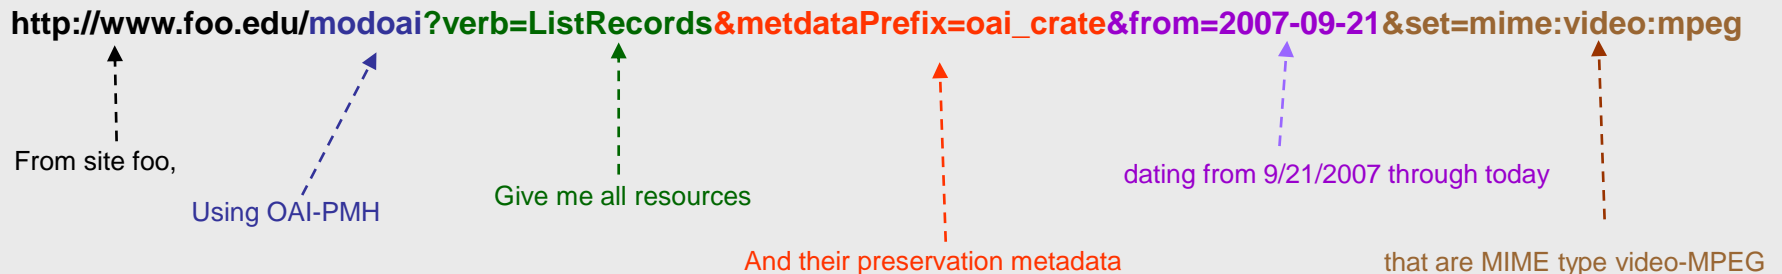 http://www.foo.edu/modoai?verb=ListRecords&metdataPrefix=oai_crate&from=2007-09-21&set=mime:video:mpeg
From site foo,
Using OAI-PMH
Give me all resources
And their preservation metadata
dating from 9/21/2007 through today
that are MIME type video-MPEG